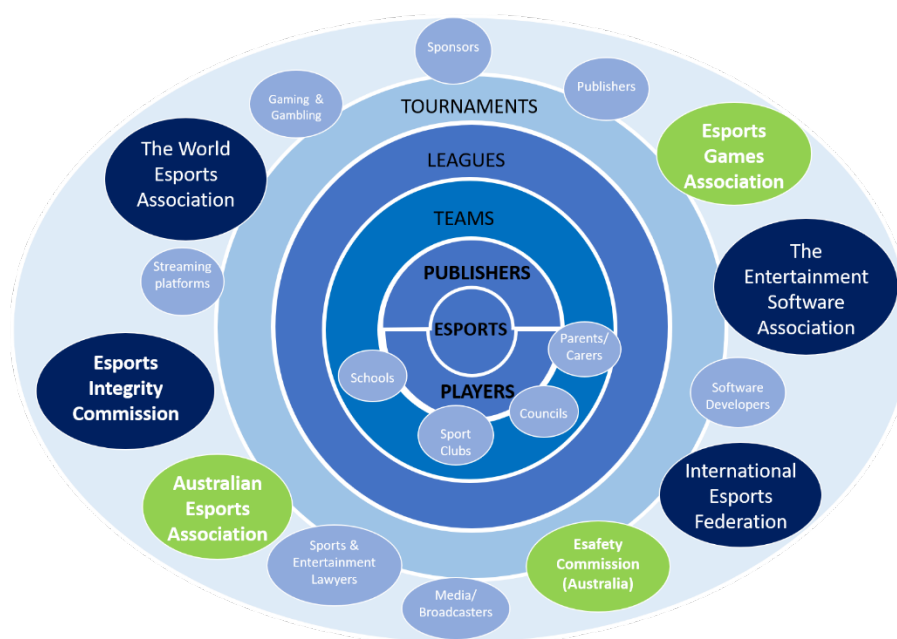 Sponsors
Publishers
Gaming &
Gambling
TOURNAMENTS
Esports
Games
Association
The World
Esports
Association
LEAGUES
TEAMS
Streaming
platforms
PUBLISHERS
The
Entertainment
Software
Association
ESPORTS
Parents/
Carers
Esports
Integrity
Commission
Schools
PLAYERS
Councils
Software
Developers
Sport
Clubs
Australian
Esports
Association
International
Esports
Federation
Sports &
Entertainment
Lawyers
Esafety
Commission
(Australia)
Media/
Broadcasters